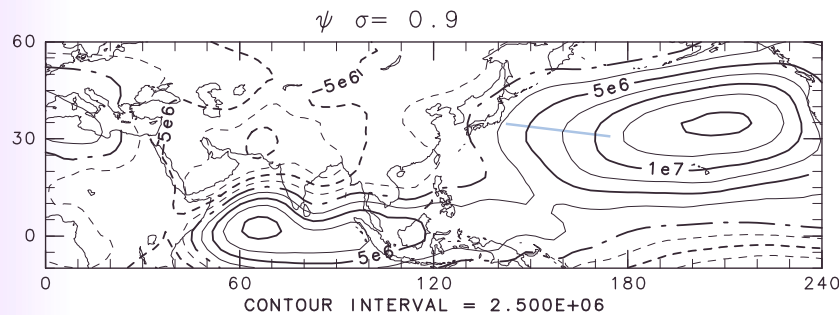 ψ σ= 0.9
60
5e6
-5e6
-5e6
30
1e7
0
5e6
0 60 120 180 240
CONTOUR INTERVAL = 2.500E+06